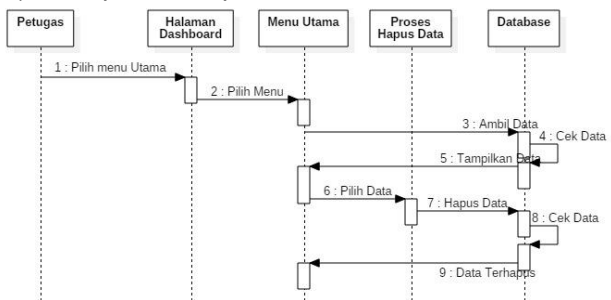 Petugas
Halaman
Dashboard
Menu Utama
Proses
Hapus Data
Database
1 : Pilih menu Utama
2 : Pilih Menu
3 : Ambil Data
4 : Cek Data
5 : Tampilkan Data
6 : Pilih Data
7 : Hapus Data
8 : Cek Data
9 : Data Terhapus